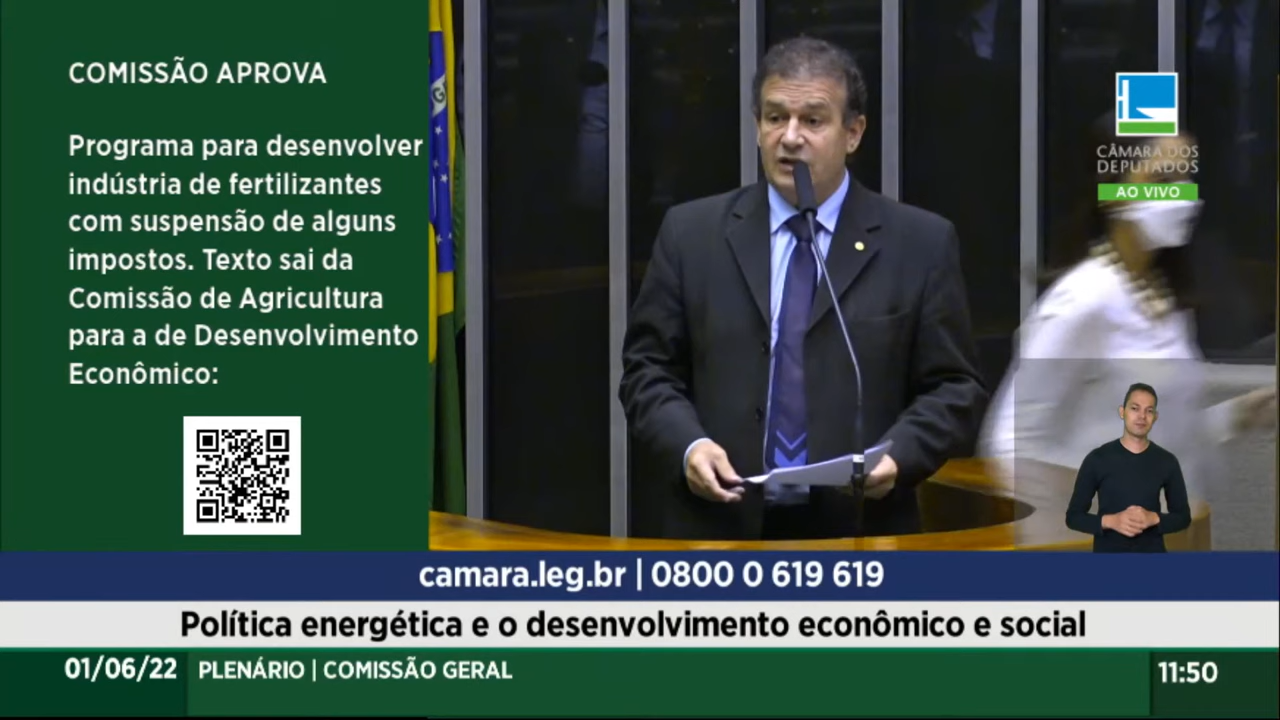 COMISSÃO APROVA
Programa para desenvolver
indústria de fertilizantes
com suspensão de alguns
impostos. Texto sai da
Comissão de Agricultura
para a de Desenvolvimento
Econômico:
CÂMARA DOS
DEPUTADOS
AO VIVO
camara.leg.br | 0800 0 619 619
Política energética e o desenvolvimento econômico e social
01/06/22 PLENÁRIO | COMISSÃO GERAL 11:50